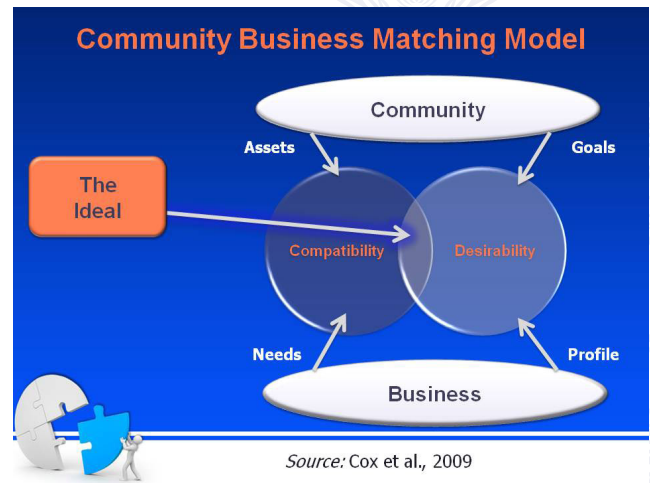 Community Business Matching Model
Community
Assets
Goals
The
Ideal
Compatibility
Desirability
Needs
Profile
Business
Source: Cox et al., 2009